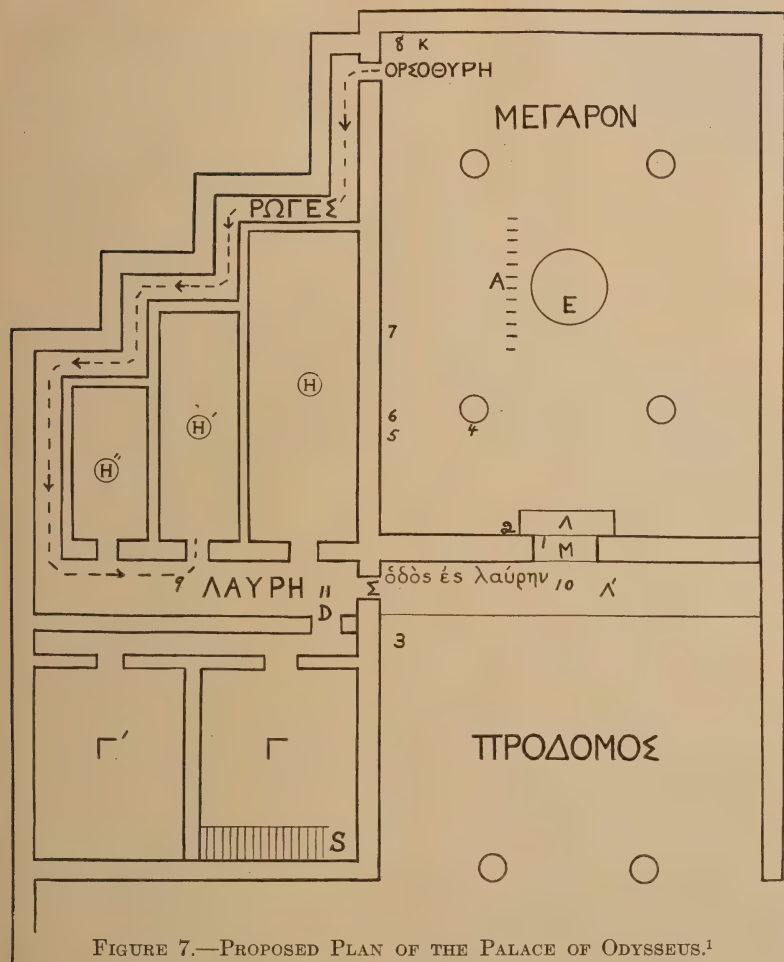 8 Κ
ΟΡΣΟΘΥΡΗ
ΜΕΓΑΡΟΝ
ΡΩΓΕΣ
Α
Ε
7
Η
Η′
Η″
6
5
4
2
Λ
1
Μ
9
ΛΑΥΡΗ
11
D
Σ
ὁδὸς ἐς λαύρην
10
Λ′
3
Γ′
Γ
ΠΡΟΔΟΜΟΣ
S
FIGURE 7.—PROPOSED PLAN OF THE PALACE OF ODYSSEUS.¹